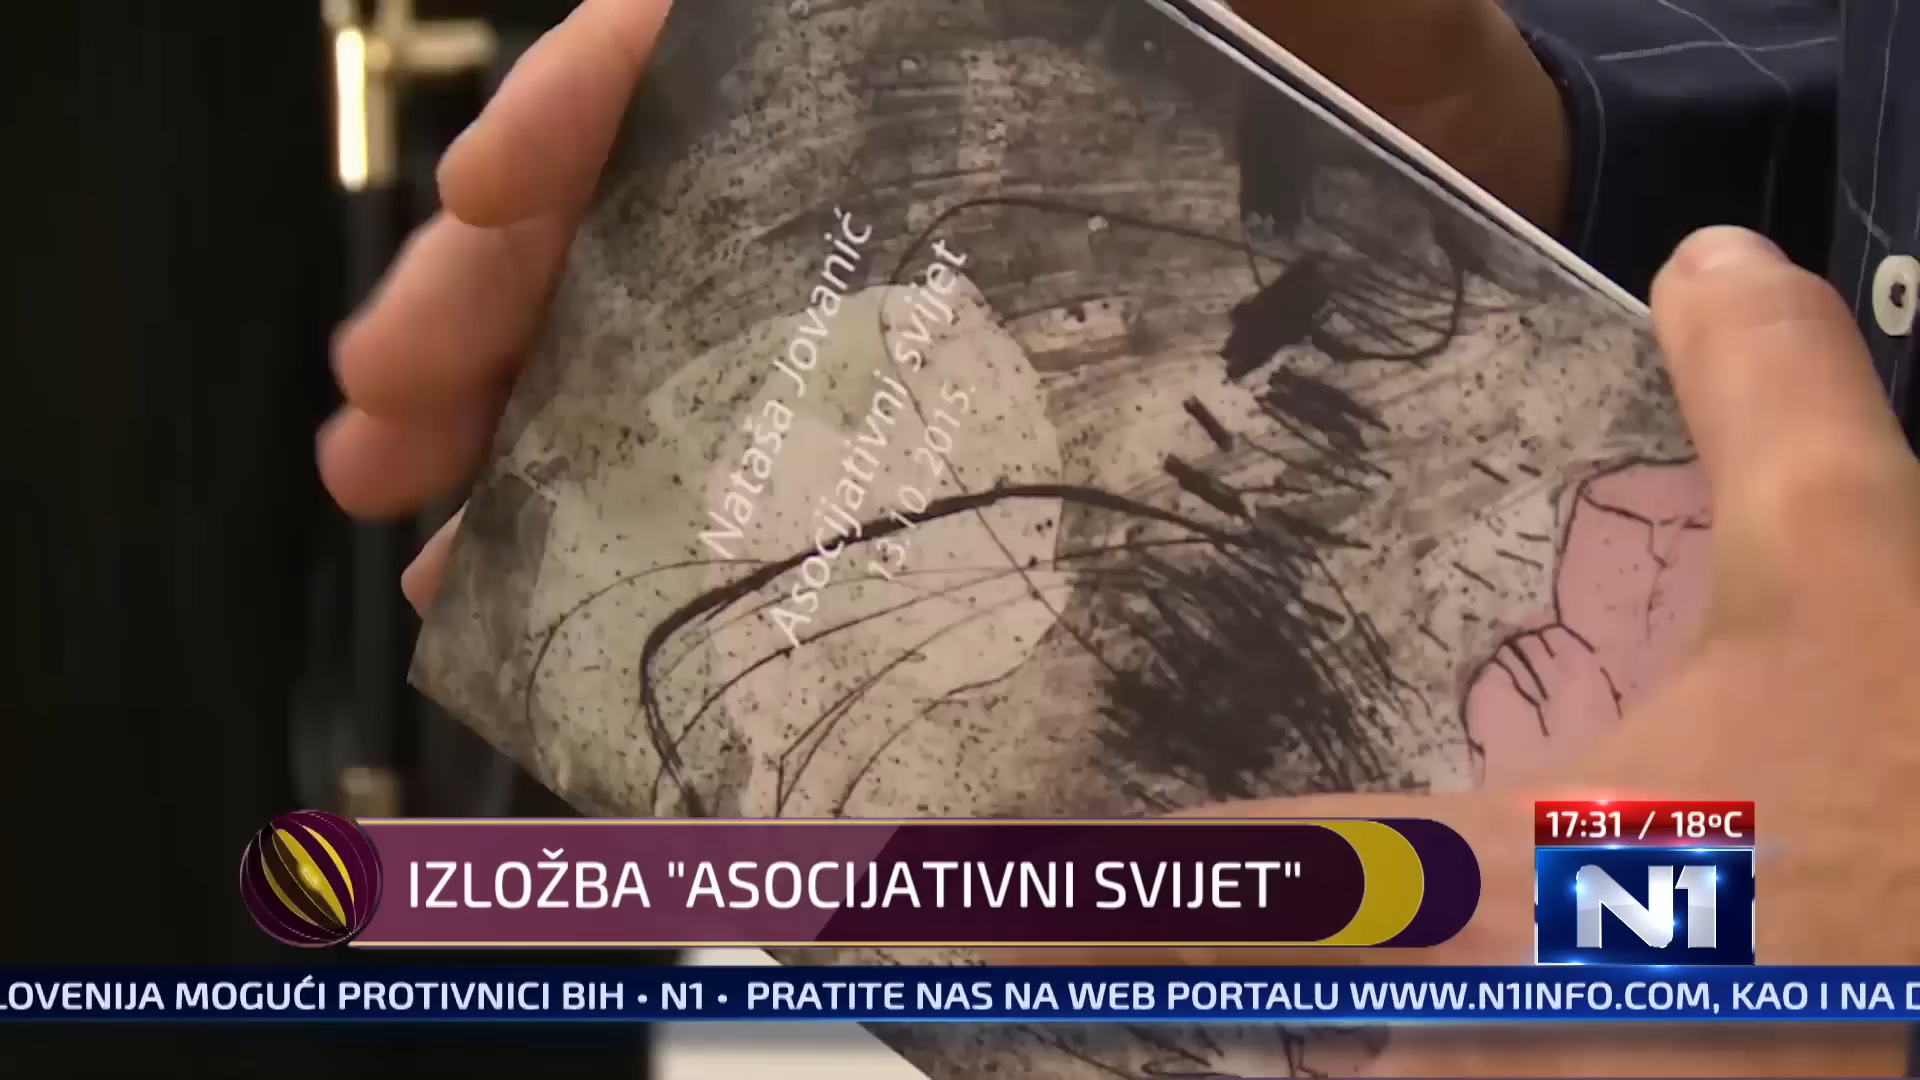 Nataša Jovanić
Asocijativni svijet
13.10.2015.
IZLOŽBA "ASOCIJATIVNI SVIJET"
17:31 / 18ºC
N1
LOVENIJA MOGUĆI PROTIVNICI BIH • N1 • PRATITE NAS NA WEB PORTALU WWW.N1INFO.COM, KAO I NA D